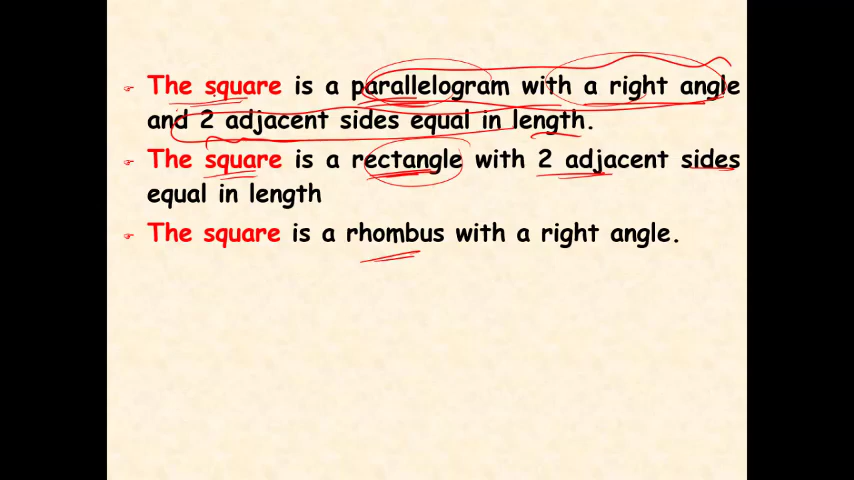 The square is a parallelogram with a right angle
and 2 adjacent sides equal in length.
The square is a rectangle with 2 adjacent sides
equal in length
The square is a rhombus with a right angle.